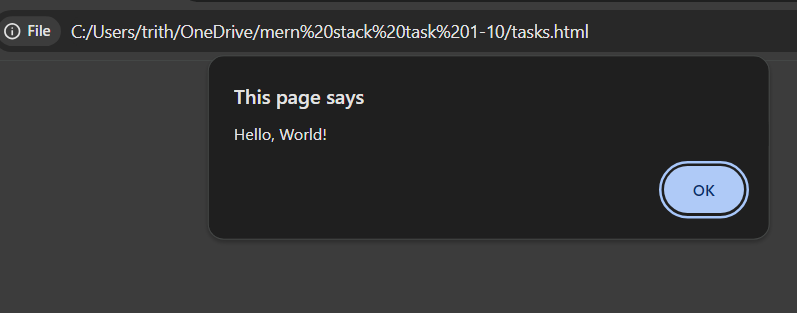 File C:/Users/trith/OneDrive/mern%20stack%20task%201-10/tasks.html
This page says
Hello, World!
OK